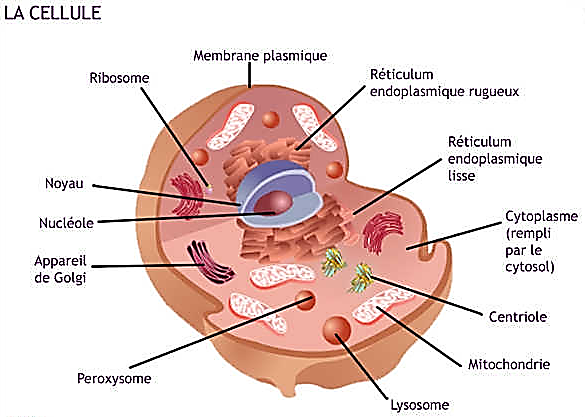 LA CELLULE
Membrane plasmique
Ribosome
Réticulum
endoplasmique rugueux
Réticulum
endoplasmique
lisse
Noyau
Nucléole
Cytoplasme
(rempli
par le
cytosol)
Appareil
de Golgi
Centriole
Mitochondrie
Peroxysome
Lysosome